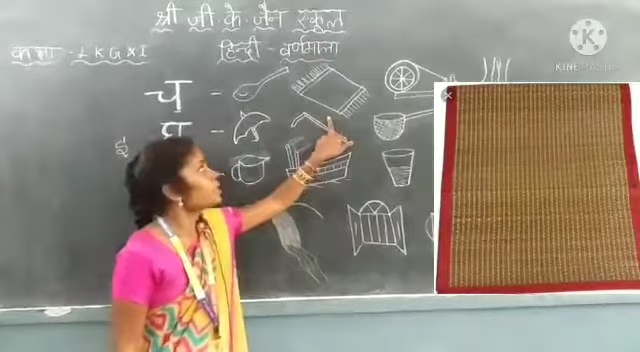 श्री जी के जैन स्कूल
कक्षा - L K G × I
हिन्दी - वर्णमाला
च =
छ -
इ
KINEMASTER